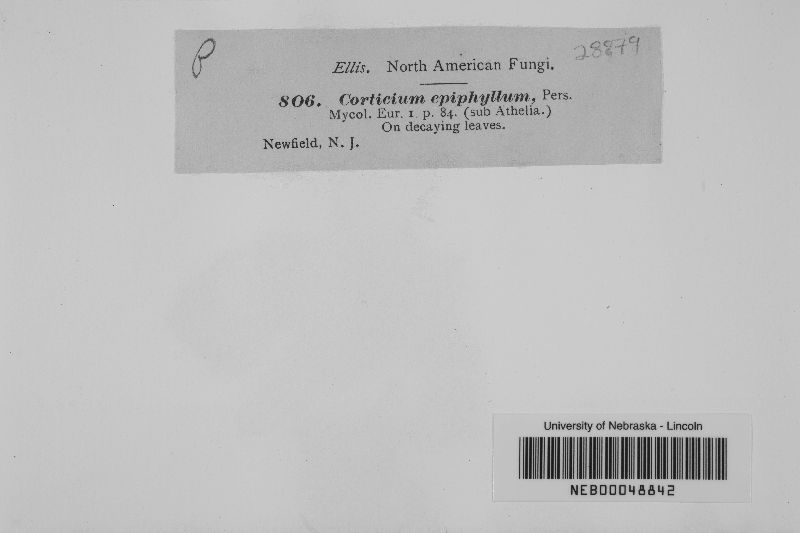 P
28879
Ellis. North American Fungi.
806. Corticium epiphyllum, Pers.
Mycol. Eur. 1. p. 84. (sub Athelia.)
On decaying leaves.
Newfield, N. J.
University of Nebraska - Lincoln
NEB00048842